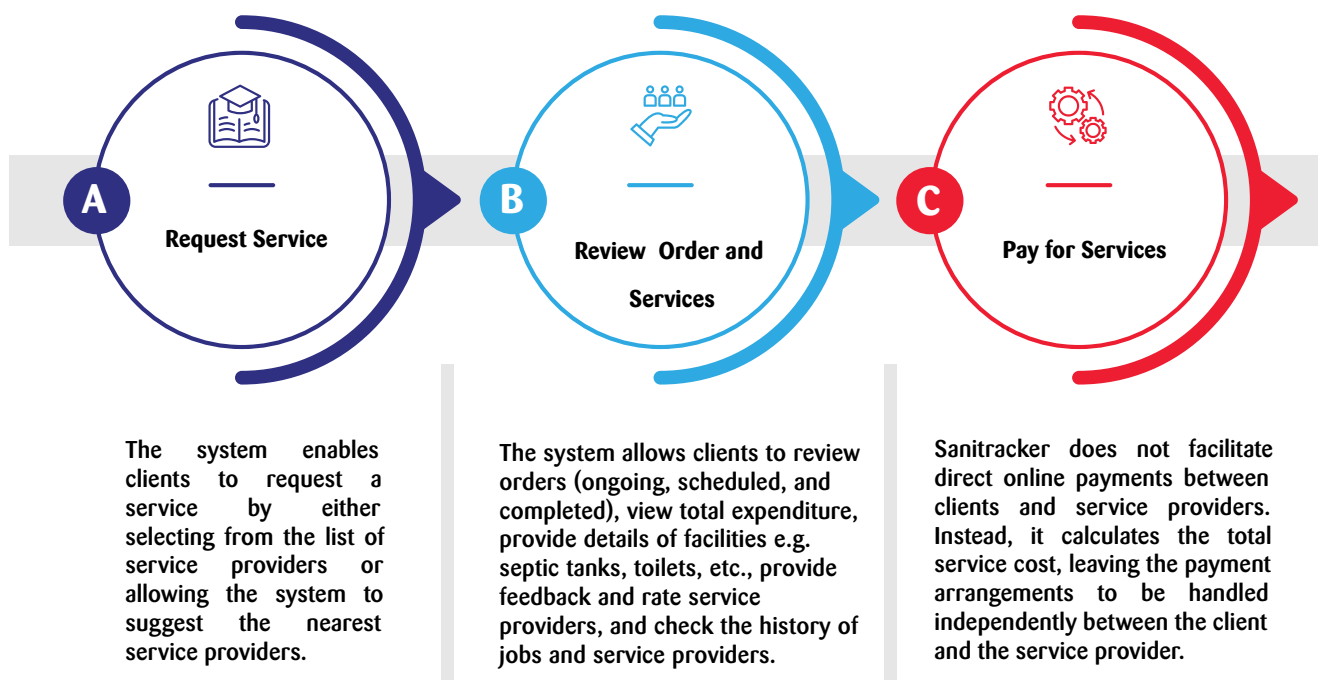 A
Request Service
The system enables
clients to request a
service by either
selecting from the list of
service providers or
allowing the system to
suggest the nearest
service providers.
B
Review Order and
Services
The system allows clients to review
orders (ongoing, scheduled, and
completed), view total expenditure,
provide details of facilities e.g.
septic tanks, toilets, etc., provide
feedback and rate service
providers, and check the history of
jobs and service providers.
C
Pay for Services
Sanitracker does not facilitate
direct online payments between
clients and service providers.
Instead, it calculates the total
service cost, leaving the payment
arrangements to be handled
independently between the client
and the service provider.